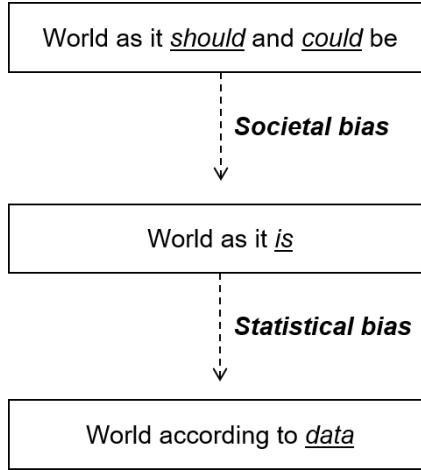 World as it should and could be
Societal bias
World as it is
Statistical bias
World according to data